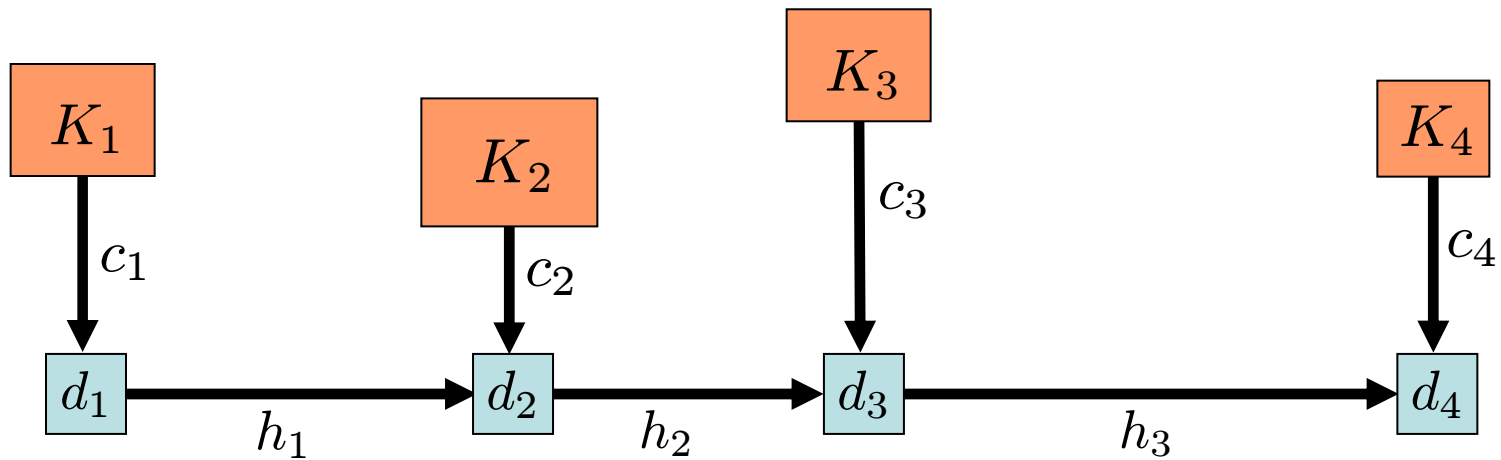 K₃
K₁ K₂ K₄
c₃
c₁ c₂ c₄
d₁ d₂ d₃ d₄
h₁ h₂ h₃